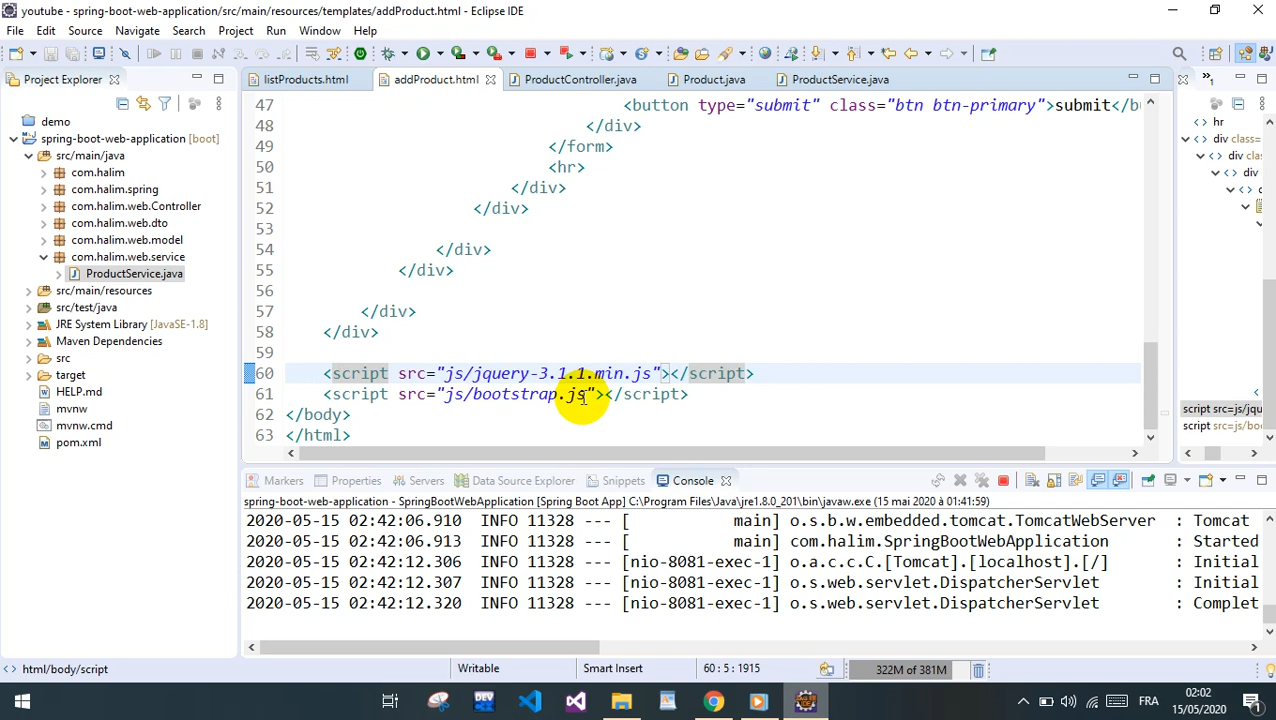 youtube - spring-boot-web-application/src/main/resources/templates/addProduct.html - Eclipse IDE
File Edit Source Navigate Search Project Run Window Help
Project Explorer
listProducts.html addProduct.html ProductController.java Product.java ProductService.java
demo
spring-boot-web-application [boot]
src/main/java
com.halim
com.halim.spring
com.halim.web.Controller
com.halim.web.dto
com.halim.web.model
com.halim.web.service
ProductService.java
src/main/resources
src/test/java
JRE System Library [JavaSE-1.8]
Maven Dependencies
src
target
HELP.md
mvnw
mvnw.cmd
pom.xml
47 <button type="submit" class="btn btn-primary">submit</bu
48 </div>
49 </form>
50 <hr>
51 </div>
52 </div>
53
54 </div>
55 </div>
56
57 </div>
58 </div>
59
60 <script src="js/jquery-3.1.1.min.js"></script>
61 <script src="js/bootstrap.js"></script>
62 </body>
63 </html>
hr
div class=
div
div
d
script src=js/jqu
script src=js/bo
Markers Properties Servers Data Source Explorer Snippets Console
spring-boot-web-application - SpringBootWebApplication [Spring Boot App] C:\Program Files\Java\jre1.8.0_201\bin\javaw.exe (15 mai 2020 à 01:41:59)
2020-05-15 02:42:06.910 INFO 11328 --- [ main] o.s.b.w.embedded.tomcat.TomcatWebServer : Tomcat
2020-05-15 02:42:06.913 INFO 11328 --- [ main] com.halim.SpringBootWebApplication : Started
2020-05-15 02:42:12.306 INFO 11328 --- [nio-8081-exec-1] o.a.c.c.C.[Tomcat].[localhost].[/] : Initial
2020-05-15 02:42:12.307 INFO 11328 --- [nio-8081-exec-1] o.s.web.servlet.DispatcherServlet : Initial
2020-05-15 02:42:12.320 INFO 11328 --- [nio-8081-exec-1] o.s.web.servlet.DispatcherServlet : Complet
html/body/script Writable Smart Insert 60 : 5 : 1915 322M of 381M
FRA
02:02
15/05/2020